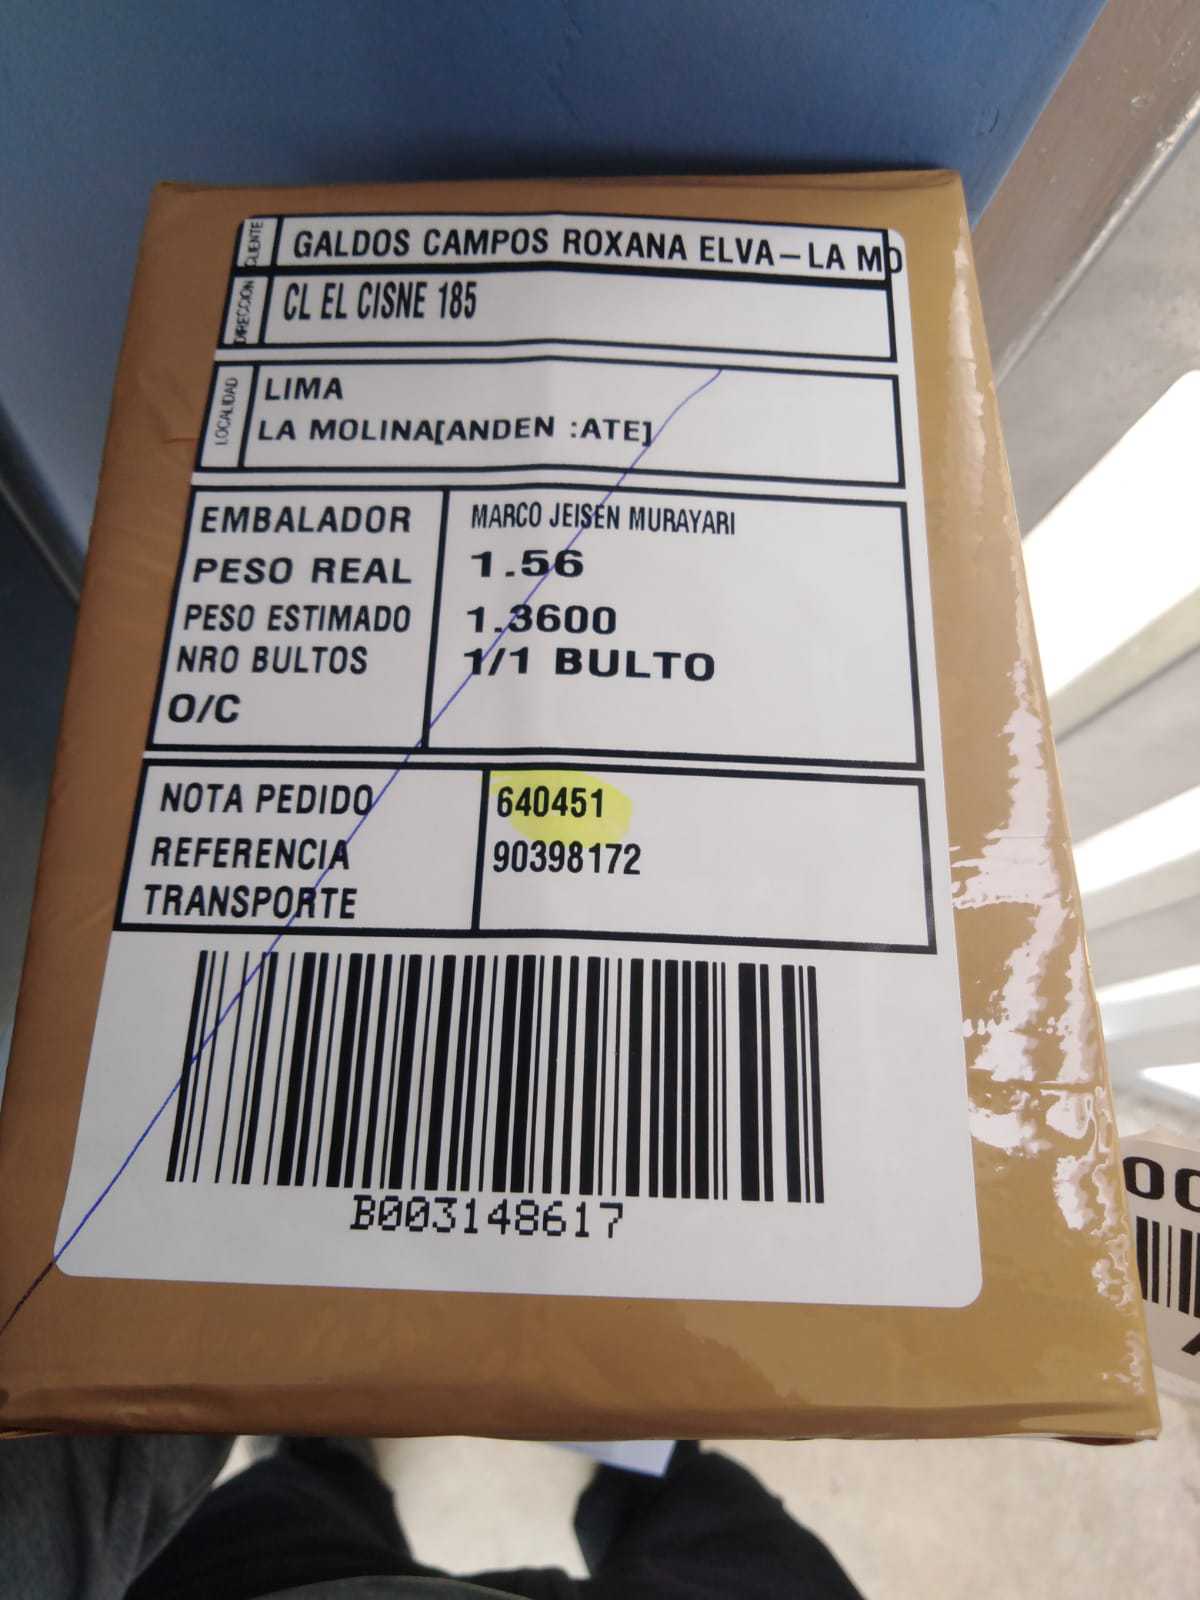 CLIENTE GALDOS CAMPOS ROXANA ELVA-LA MO
DIRECCIÓN CL EL CISNE 185
LOCALIDAD LIMA
LA MOLINA[ANDEN :ATE]
EMBALADOR MARCO JEISEN MURAYARI
PESO REAL 1.56
PESO ESTIMADO 1.3600
NRO BULTOS 1/1 BULTO
O/C
NOTA PEDIDO 640451
REFERENCIA 90398172
TRANSPORTE
B003148617